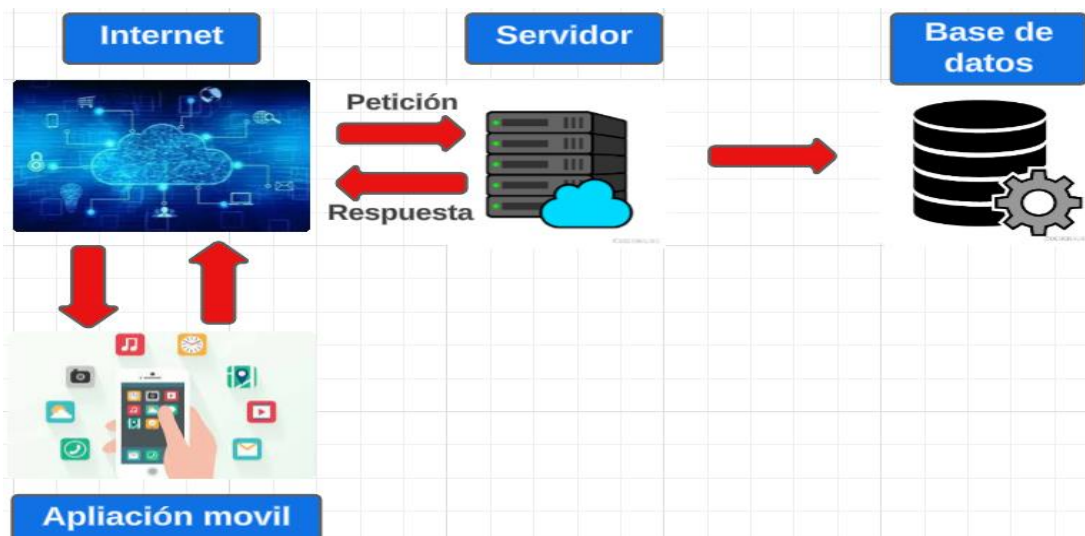 Internet
Servidor
Base de
datos
Petición
Respuesta
Apliación movil